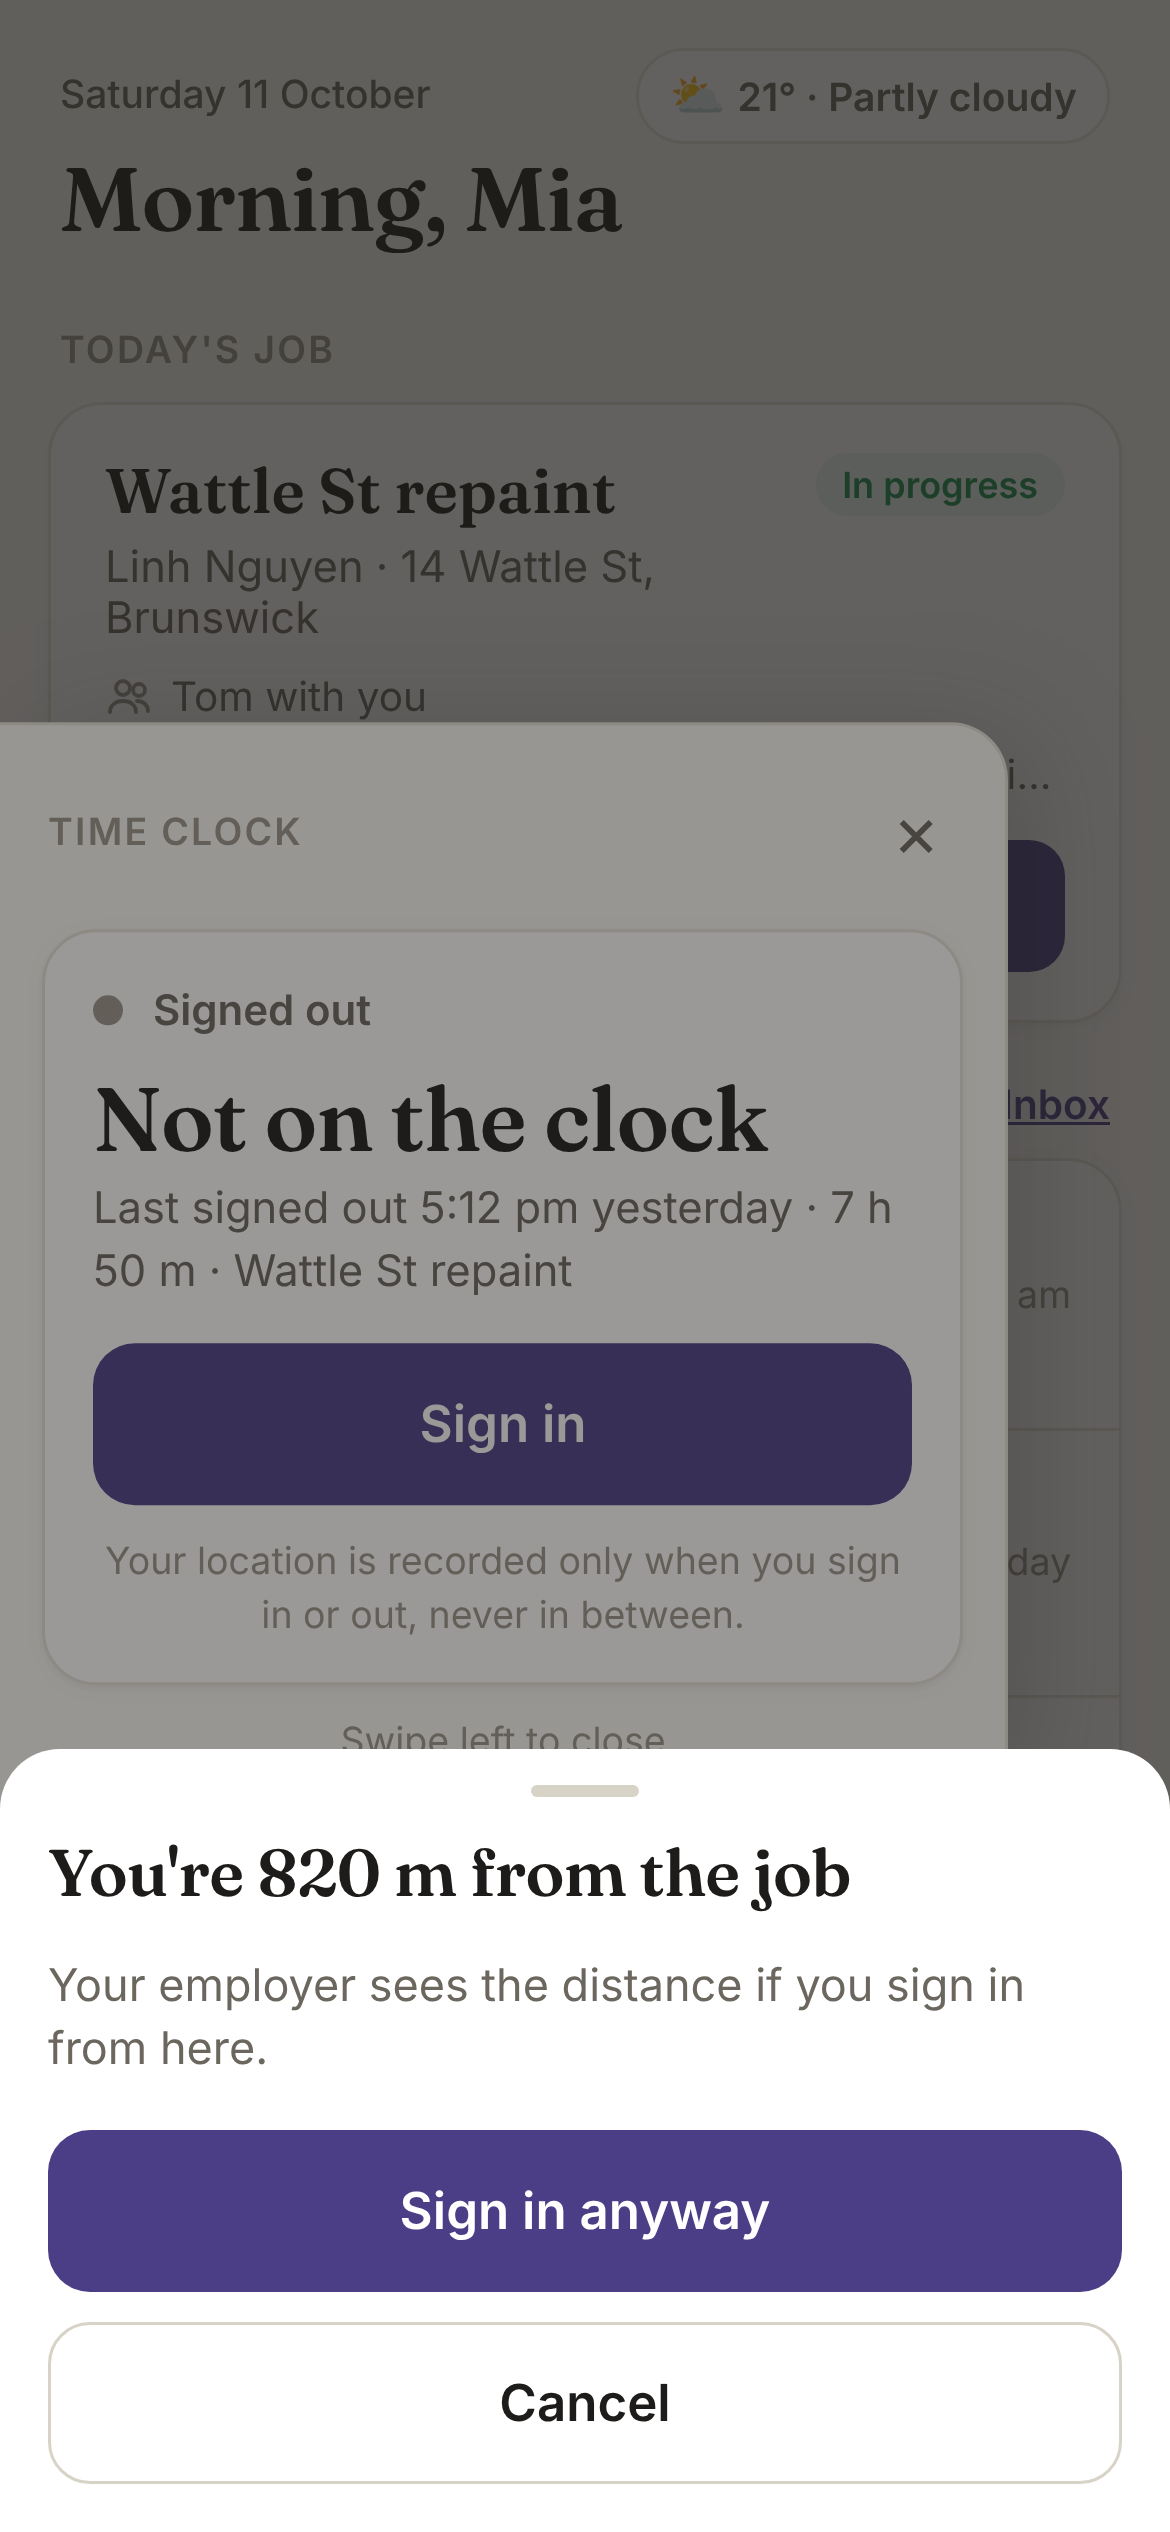 Saturday 11 October
21° · Partly cloudy
Morning, Mia
TODAY'S JOB
Wattle St repaint
In progress
Linh Nguyen · 14 Wattle St,
Brunswick
Tom with you
i...
TIME CLOCK
Signed out
Not on the clock
Last signed out 5:12 pm yesterday · 7 h
50 m · Wattle St repaint
Inbox
am
Sign in
Your location is recorded only when you sign
in or out, never in between.
day
Swipe left to close
You're 820 m from the job
Your employer sees the distance if you sign in
from here.
Sign in anyway
Cancel